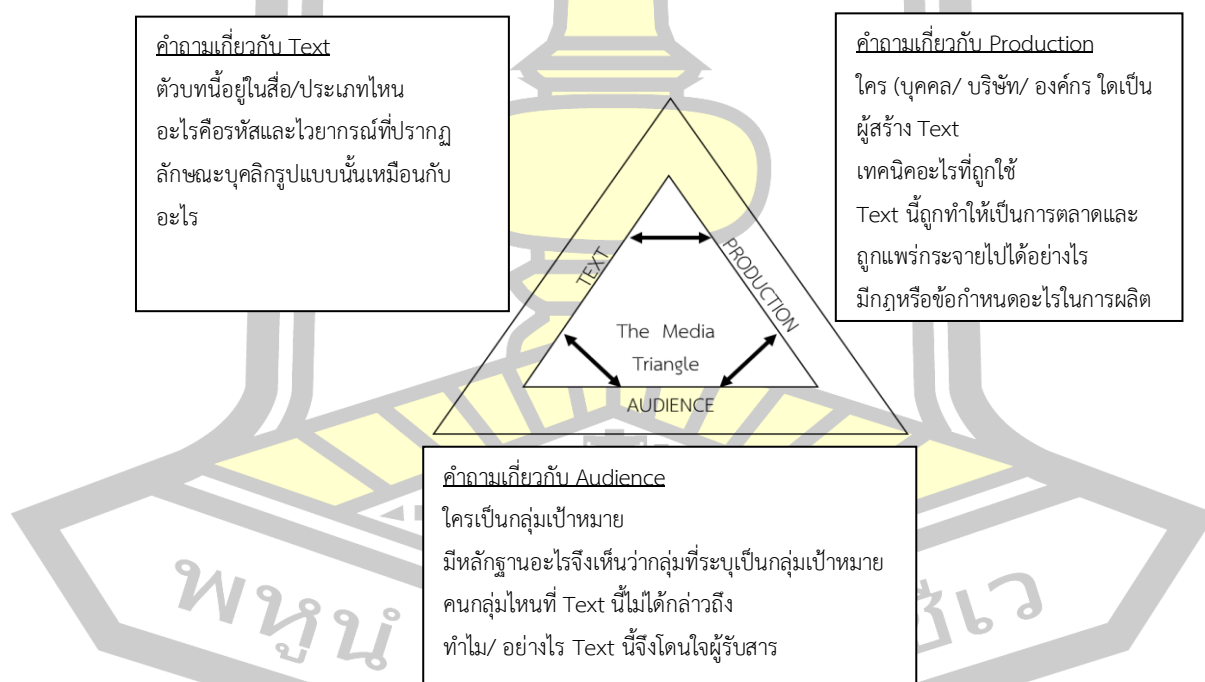 คำถามเกี่ยวกับ Text
ตัวบทนี้อยู่ในสื่อ/ประเภทไหน
อะไรคือรหัสและไวยากรณ์ที่ปรากฏ
ลักษณะบุคลิกรูปแบบนั้นเหมือนกับ
อะไร
คำถามเกี่ยวกับ Production
ใคร (บุคคล/ บริษัท/ องค์กร ใดเป็น
ผู้สร้าง Text
เทคนิคอะไรที่ถูกใช้
Text นี้ถูกทำให้เป็นการตลาดและ
ถูกแพร่กระจายไปได้อย่างไร
มีกฎหรือข้อกำหนดอะไรในการผลิต
TEXT
PRODUCTION
The Media
Triangle
AUDIENCE
คำถามเกี่ยวกับ Audience
ใครเป็นกลุ่มเป้าหมาย
มีหลักฐานอะไรจึงเห็นว่ากลุ่มที่ระบุเป็นกลุ่มเป้าหมาย
คนกลุ่มไหนที่ Text นี้ไม่ได้กล่าวถึง
ทำไม/ อย่างไร Text นี้จึงโดนใจผู้รับสาร
พหูนํ ชีเว